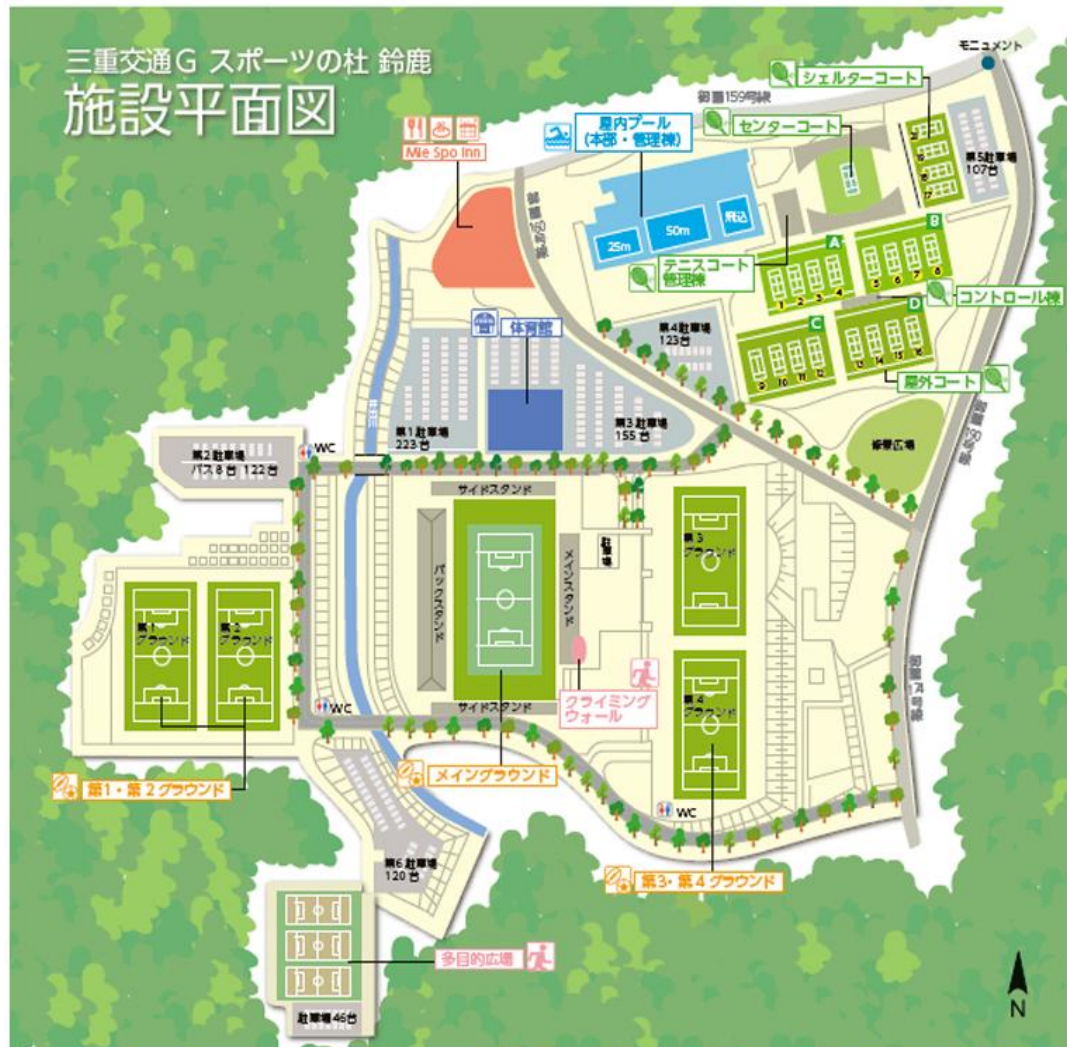 三重交通G スポーツの杜 鈴鹿
施設平面図
モニュメント
シェルターコート
センターコート
屋内プール
(本部・管理棟)
Mie Spo Inn
第5駐車場
107台
25m
50m
飛込
テニスコート
管理棟
A
1 2 3 4
B
5 6 7 8
コントロール棟
C
9 10 11 12
D
13 14 15 16
屋外コート
第4駐車場
123台
体育館
第1駐車場
223台
第3駐車場
155台
第2駐車場
バス8台 122台
WC
サイドスタンド
バックスタンド
メインスタンド
駐車場
第3
グラウンド
第1
グラウンド
第2
グラウンド
第4
グラウンド
クライミング
ウォール
サイドスタンド
WC
メイングラウンド
第1・第2グラウンド
WC
第6駐車場
120台
第3・第4グラウンド
多目的広場
駐車場 46台
N